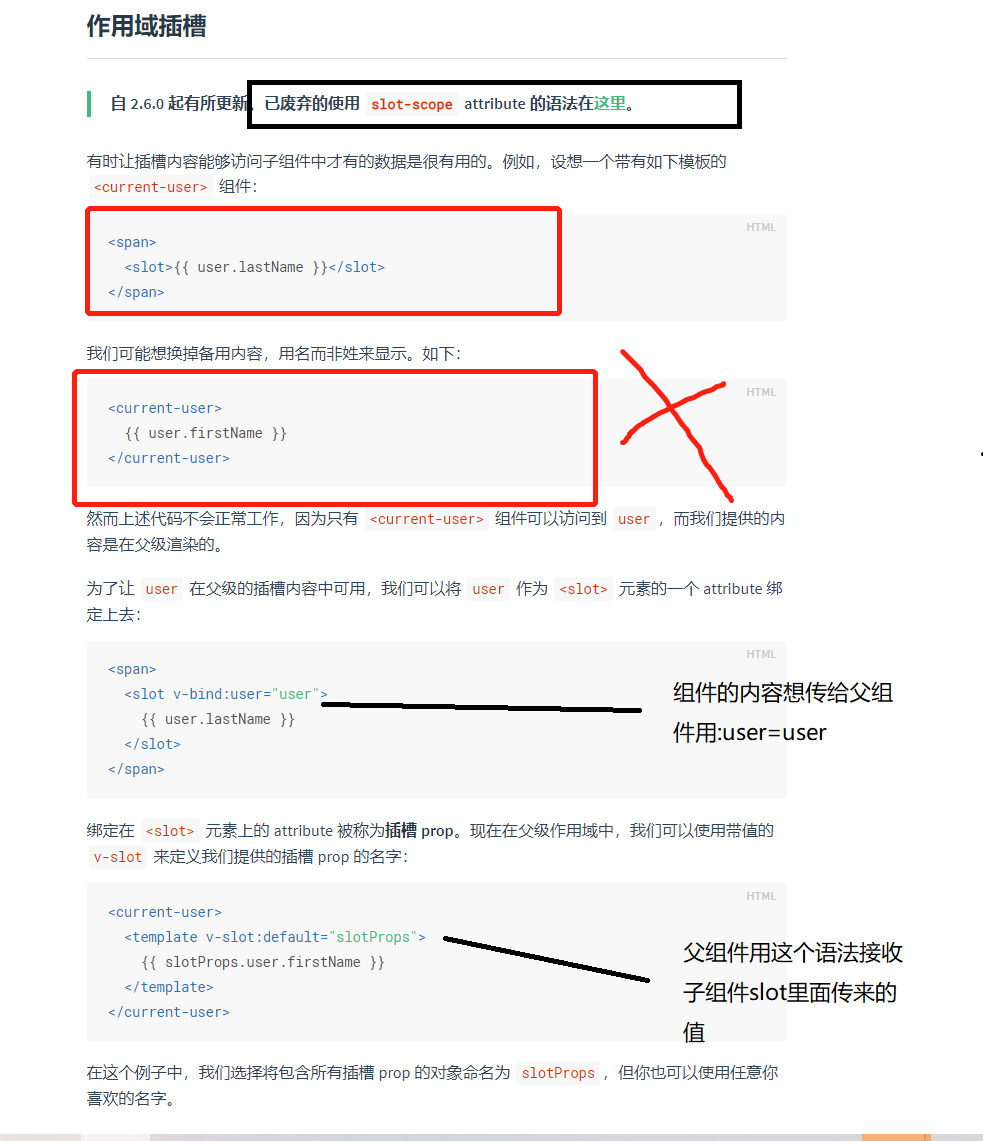 作用域插槽
自 2.6.0 起有所更新。已废弃的使用 slot-scope attribute 的语法在这里。
有时让插槽内容能够访问子组件中才有的数据是很有用的。例如，设想一个带有如下模板的
<current-user> 组件：
HTML
<span>
<slot>{{ user.lastName }}</slot>
</span>
我们可能想换掉备用内容，用名而非姓来显示。如下：
HTML
<current-user>
{{ user.firstName }}
</current-user>
然而上述代码不会正常工作，因为只有 <current-user> 组件可以访问到 user，而我们提供的内
容是在父级渲染的。
为了让 user 在父级的插槽内容中可用，我们可以将 user 作为 <slot> 元素的一个 attribute 绑
定上去：
HTML
<span>
<slot v-bind:user="user">
{{ user.lastName }}
</slot>
</span>
组件的内容想传给父组
件用:user=user
绑定在 <slot> 元素上的 attribute 被称为插槽 prop。现在在父级作用域中，我们可以使用带值的
v-slot 来定义我们提供的插槽 prop 的名字：
HTML
<current-user>
<template v-slot:default="slotProps">
{{ slotProps.user.firstName }}
</template>
</current-user>
父组件用这个语法接收
子组件slot里面传来的
值
在这个例子中，我们选择将包含所有插槽 prop 的对象命名为 slotProps，但你也可以使用任意你
喜欢的名字。